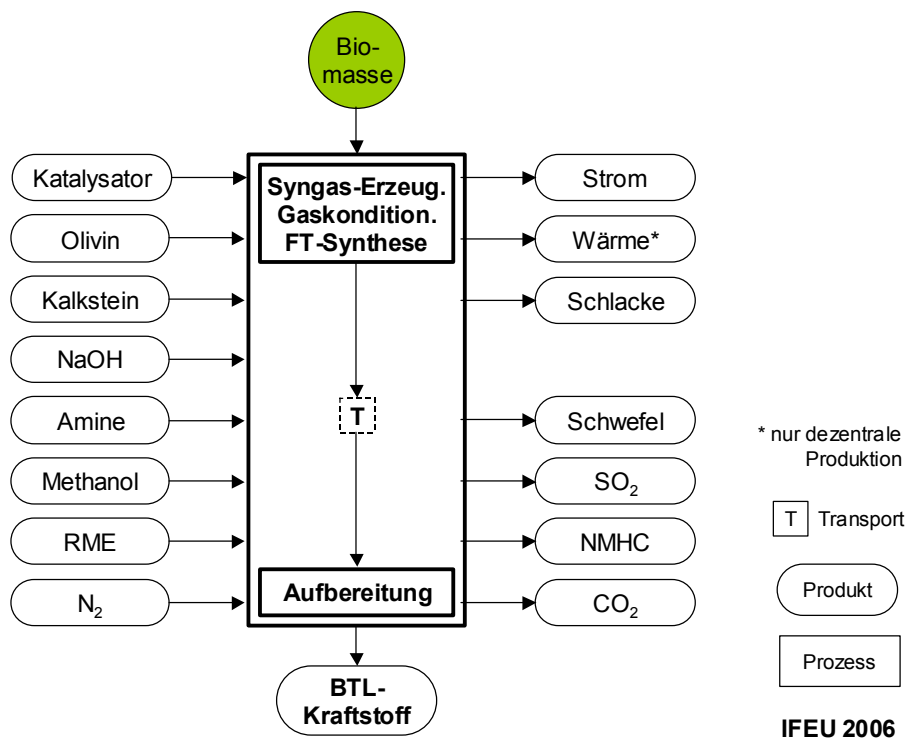 Bio-
masse
Katalysator
Olivin
Kalkstein
NaOH
Amine
Methanol
RME
N₂
Syngas-Erzeug.
Gaskondition.
FT-Synthese
T
Aufbereitung
Strom
Wärme*
Schlacke
Schwefel
SO₂
NMHC
CO₂
BTL-
Kraftstoff
* nur dezentrale
Produktion
T Transport
Produkt
Prozess
IFEU 2006